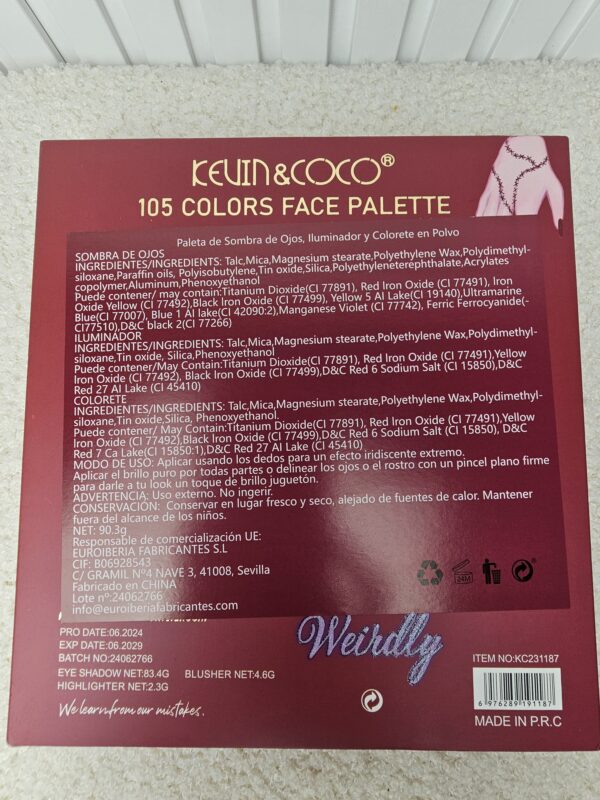 KEVIN&COCO®
105 COLORS FACE PALETTE
Paleta de Sombra de Ojos, Iluminador y Colorete en Polvo
SOMBRA DE OJOS
INGREDIENTES/INGREDIENTS: Talc,Mica,Magnesium stearate,Polyethylene Wax,Polydimethyl-
siloxane,Paraffin oils, Polyisobutylene,Tin oxide,Silica,Polyethyleneterephthalate,Acrylates
copolymer,Aluminum,Phenoxyethanol
Puede contener/ may contain:Titanium Dioxide(CI 77891), Red Iron Oxide (CI 77491), Iron
Oxide Yellow (CI 77492),Black Iron Oxide (CI 77499), Yellow 5 Al Lake(CI 19140),Ultramarine
Blue(CI 77007), Blue 1 Al lake(CI 42090:2),Manganese Violet (CI 77742), Ferric Ferrocyanide(-
CI77510),D&C black 2(CI 77266)
ILUMINADOR
INGREDIENTES/INGREDIENTS: Talc,Mica,Magnesium stearate,Polyethylene Wax,Polydimethyl-
siloxane,Tin oxide, Silica,Phenoxyethanol
Puede contener/May Contain:Titanium Dioxide(CI 77891), Red Iron Oxide (CI 77491),Yellow
Iron Oxide (CI 77492), Black Iron Oxide (CI 77499),D&C Red 6 Sodium Salt (CI 15850),D&C
Red 27 Al Lake (CI 45410)
COLORETE
INGREDIENTES/INGREDIENTS: Talc,Mica,Magnesium stearate,Polyethylene Wax,Polydimethyl-
siloxane,Tin oxide,Silica, Phenoxyethanol.
Puede contener/ May Contain:Titanium Dioxide(CI 77891), Red Iron Oxide (CI 77491),Yellow
Iron Oxide (CI 77492),Black Iron Oxide (CI 77499),D&C Red 6 Sodium Salt (CI 15850), D&C
Red 7 Ca Lake(CI 15850:1),D&C Red 27 Al Lake (CI 45410)
MODO DE USO: Aplicar usando los dedos para un efecto iridiscente extremo.
Aplicar el brillo puro por todas partes o delinear los ojos o el rostro con un pincel plano firme
para darle a tu look un toque de brillo juguetón.
ADVERTENCIA: Uso externo. No ingerir.
CONSERVACIÓN: Conservar en lugar fresco y seco, alejado de fuentes de calor. Mantener
fuera del alcance de los niños.
NET: 90.3g
Responsable de comercialización UE:
EUROIBERIA FABRICANTES S.L
CIF: B06928543
C/ GRAMIL Nº4 NAVE 3, 41008, Sevilla
Fabricado en CHINA
Lote nº:24062766
info@euroiberiafabricantes.com
24M
PRO DATE:06.2024
EXP DATE:06.2029
BATCH NO:24062766
EYE SHADOW NET:83.4G BLUSHER NET:4.6G
HIGHLIGHTER NET:2.3G
We learn from our mistakes.
Weirdly
ITEM NO:KC231187
6 976289 191187
MADE IN P.R.C